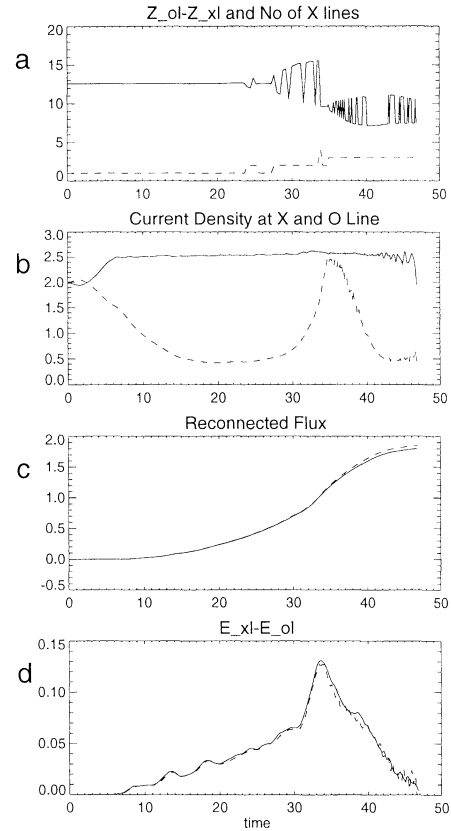 Z_ol-Z_xl and No of X lines
a
20
15
10
5
0
0 10 20 30 40 50
Current Density at X and O Line
b
3.0
2.5
2.0
1.5
1.0
0.5
0.0
0 10 20 30 40 50
Reconnected Flux
c
2.0
1.5
1.0
0.5
0.0
-0.5
0 10 20 30 40 50
E_xl-E_ol
d
0.15
0.10
0.05
0.00
0 10 20 30 40 50
time